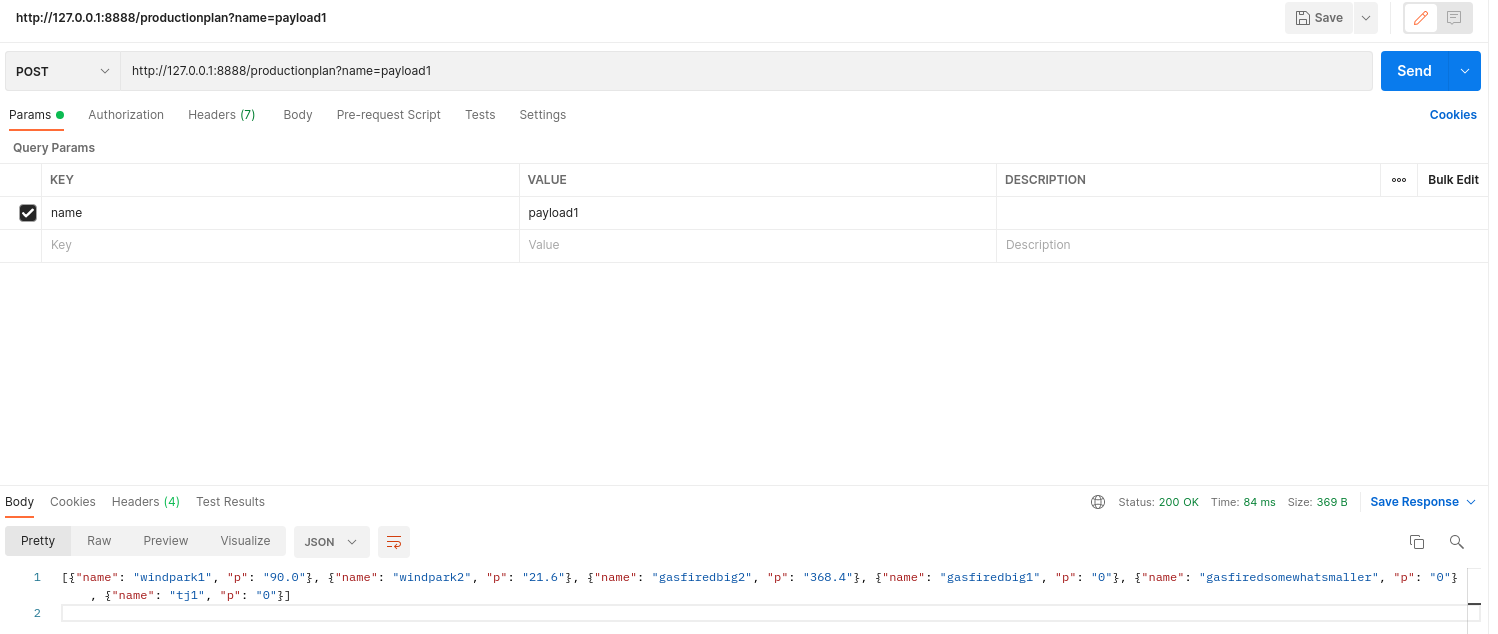 http://127.0.0.1:8888/productionplan?name=payload1
Save
POST
http://127.0.0.1:8888/productionplan?name=payload1
Send
Params
Authorization
Headers (7)
Body
Pre-request Script
Tests
Settings
Cookies
Query Params
KEY
VALUE
DESCRIPTION
Bulk Edit
name
payload1
Key
Value
Description
Body
Cookies
Headers (4)
Test Results
Status: 200 OK
Time: 84 ms
Size: 369 B
Save Response
Pretty
Raw
Preview
Visualize
JSON
1 [{"name": "windpark1", "p": "90.0"}, {"name": "windpark2", "p": "21.6"}, {"name": "gasfiredbig2", "p": "368.4"}, {"name": "gasfiredbig1", "p": "0"}, {"name": "gasfiredsomewhatsmaller", "p": "0"}
, {"name": "tj1", "p": "0"}]
2